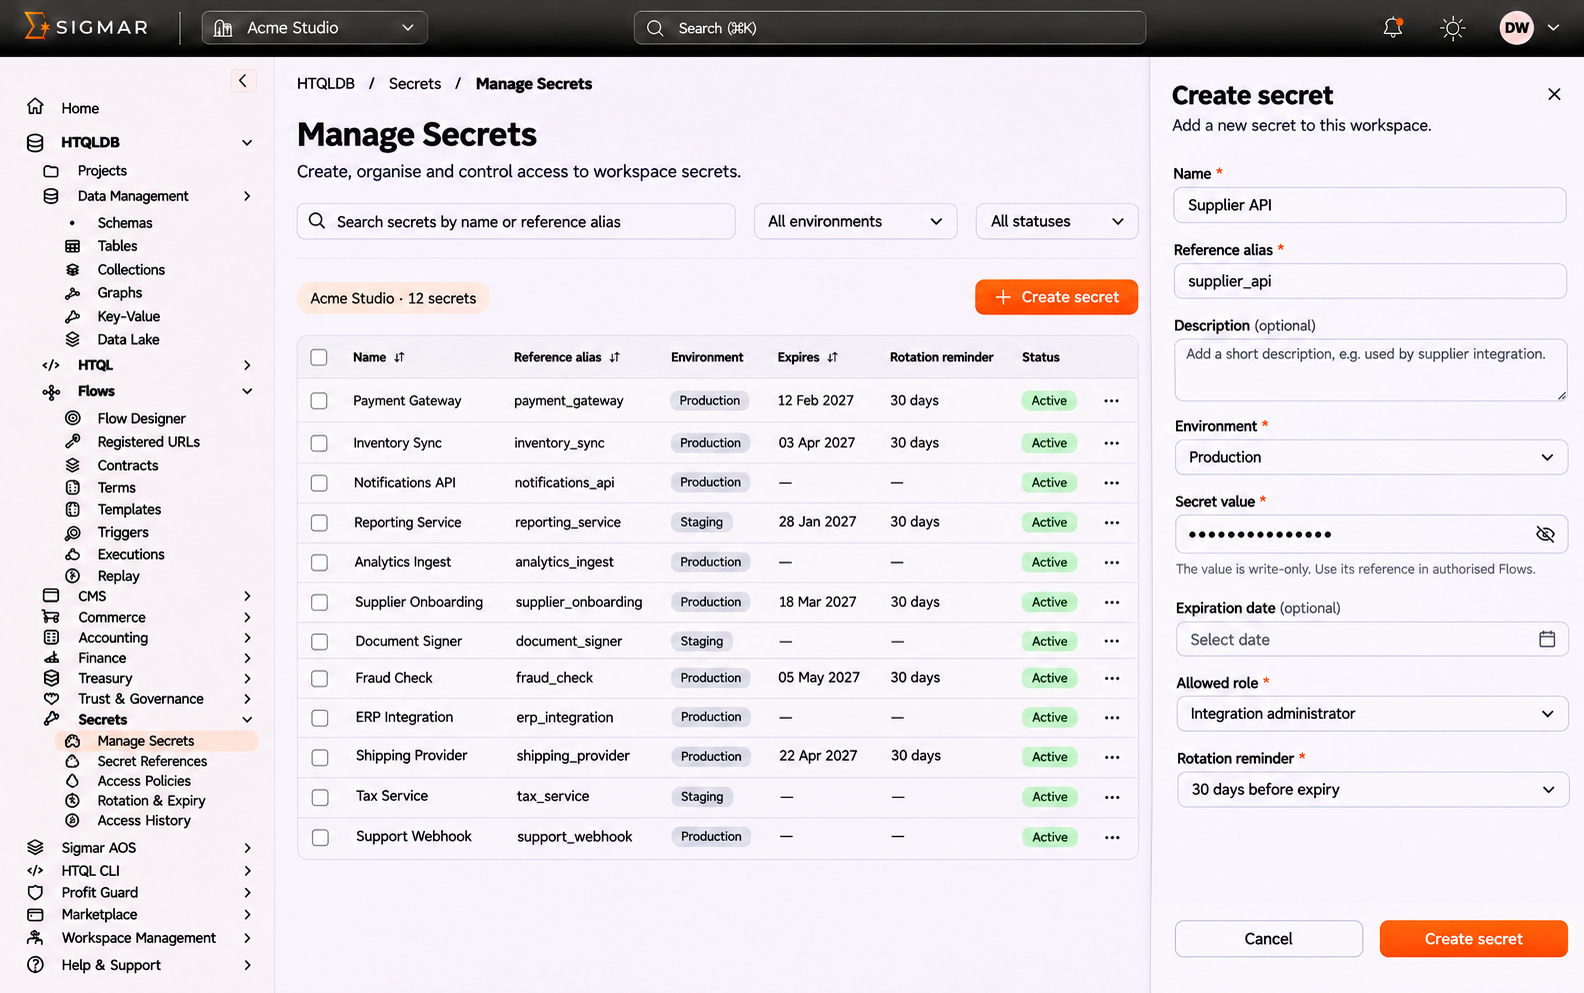 SIGMAR
Acme Studio
Search (⌘K)
DW
Home
HTQLDB
Projects
Data Management
Schemas
Tables
Collections
Graphs
Key-Value
Data Lake
HTQL
Flows
Flow Designer
Registered URLs
Contracts
Terms
Templates
Triggers
Executions
Replay
CMS
Commerce
Accounting
Finance
Treasury
Trust & Governance
Secrets
Manage Secrets
Secret References
Access Policies
Rotation & Expiry
Access History
Sigmar AOS
HTQL CLI
Profit Guard
Marketplace
Workspace Management
Help & Support
HTQLDB / Secrets / Manage Secrets
Manage Secrets
Create, organise and control access to workspace secrets.
Search secrets by name or reference alias
All environments
All statuses
Acme Studio · 12 secrets
+ Create secret
Name Reference alias Environment Expires Rotation reminder Status
Payment Gateway payment_gateway Production 12 Feb 2027 30 days Active
Inventory Sync inventory_sync Production 03 Apr 2027 30 days Active
Notifications API notifications_api Production — — Active
Reporting Service reporting_service Staging 28 Jan 2027 30 days Active
Analytics Ingest analytics_ingest Production — — Active
Supplier Onboarding supplier_onboarding Production 18 Mar 2027 30 days Active
Document Signer document_signer Staging — — Active
Fraud Check fraud_check Production 05 May 2027 30 days Active
ERP Integration erp_integration Production — — Active
Shipping Provider shipping_provider Production 22 Apr 2027 30 days Active
Tax Service tax_service Staging — — Active
Support Webhook support_webhook Production — — Active
Create secret
Add a new secret to this workspace.
Name *
Supplier API
Reference alias *
supplier_api
Description (optional)
Add a short description, e.g. used by supplier integration.
Environment *
Production
Secret value *
•••••••••••••••
The value is write-only. Use its reference in authorised Flows.
Expiration date (optional)
Select date
Allowed role *
Integration administrator
Rotation reminder *
30 days before expiry
Cancel
Create secret